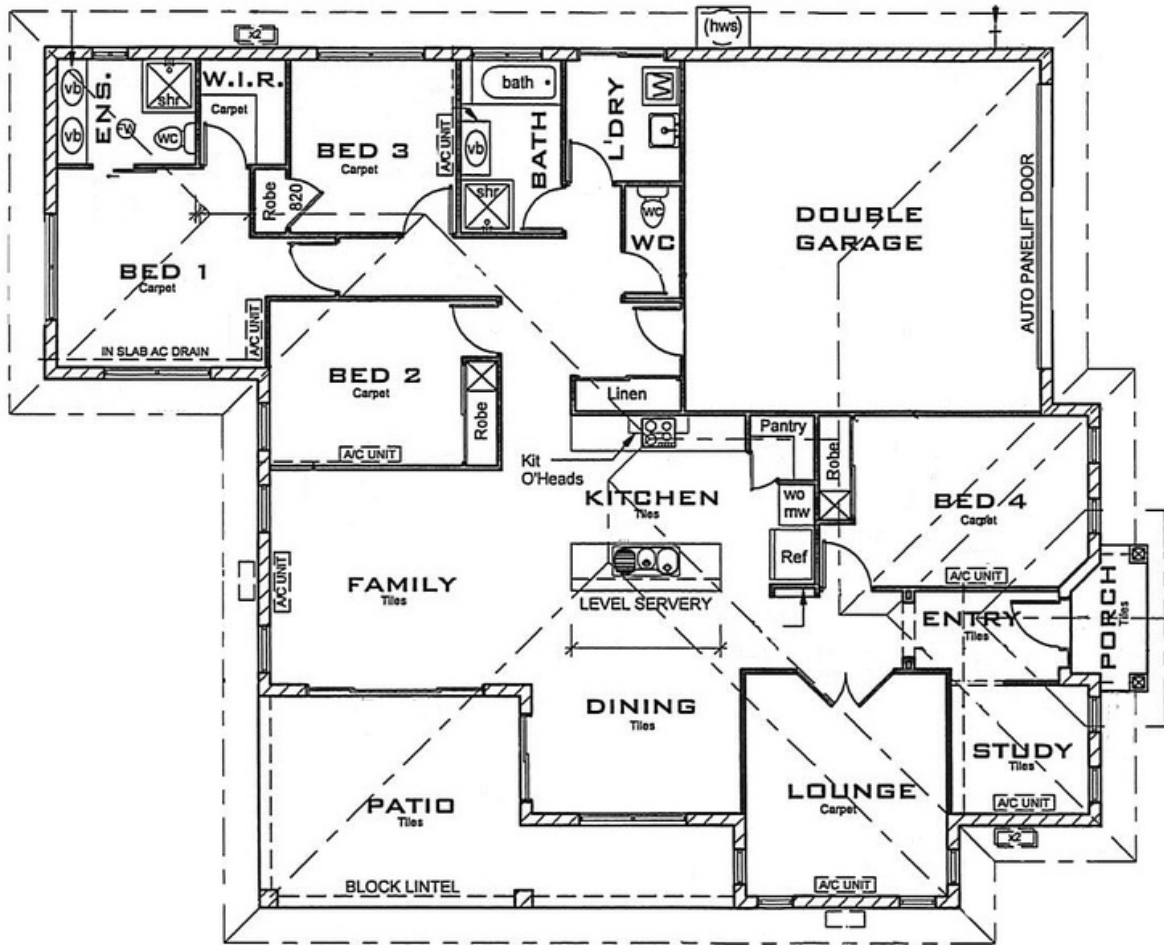 x2
(hws)
vb
vb
ENS.
FW
shr
WC
W.I.R.
Carpet
BED 3
Carpet
A/C UNIT
Robe
820
bath
vb
BATH
shr
L'DRY
W
WC
WC
DOUBLE
GARAGE
AUTO PANELIFT DOOR
BED 1
Carpet
IN SLAB AC DRAIN
A/C UNIT
BED 2
Carpet
A/C UNIT
Robe
Linen
Kit
O'Heads
Pantry
KITCHEN
Tiles
wo
mw
Ref
Robe
BED 4
Carpet
A/C UNIT
FAMILY
Tiles
A/C UNIT
LEVEL SERVERY
ENTRY
Tiles
PORCH
Tiles
DINING
Tiles
LOUNGE
Carpet
A/C UNIT
STUDY
Tiles
A/C UNIT
x2
PATIO
Tiles
BLOCK LINTEL